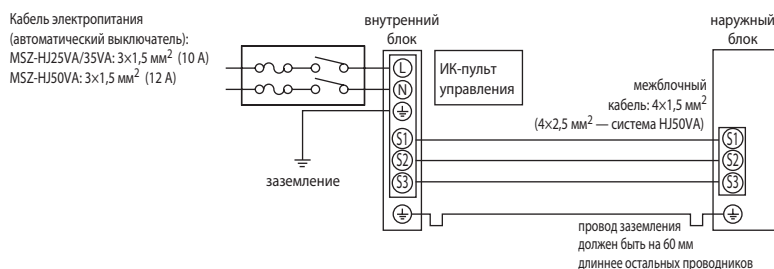 Кабель электропитания
(автоматический выключатель):
MSZ-HJ25VA/35VA: 3×1,5 мм² (10 А)
MSZ-HJ50VA: 3×1,5 мм² (12 А)
внутренний
блок
наружный
блок
L
N
ИК-пульт
управления
межблочный
кабель: 4×1,5 мм²
(4×2,5 мм² — система HJ50VA)
S1
S2
S3
S1
S2
S3
заземление
провод заземления
должен быть на 60 мм
длиннее остальных проводников